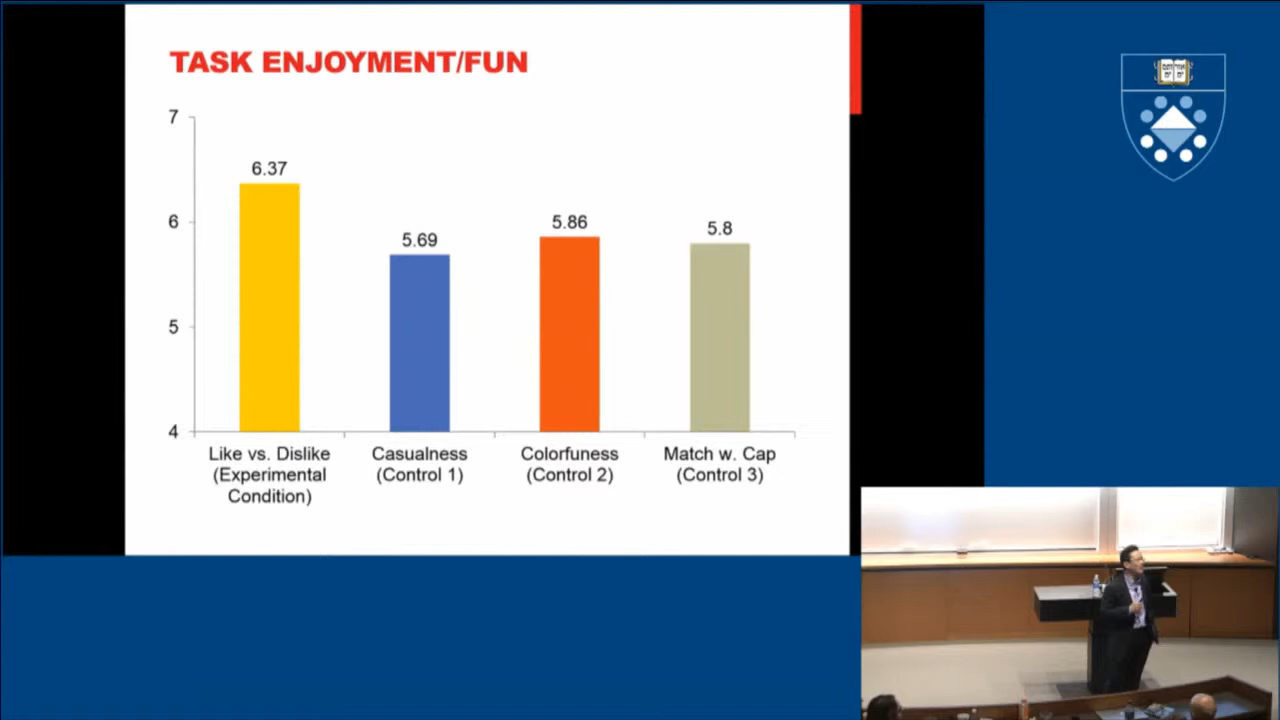 TASK ENJOYMENT/FUN
7
6
5
4
6.37
5.69
5.86
5.8
Like vs. Dislike
(Experimental
Condition)
Casualness
(Control 1)
Colorfuness
(Control 2)
Match w. Cap
(Control 3)